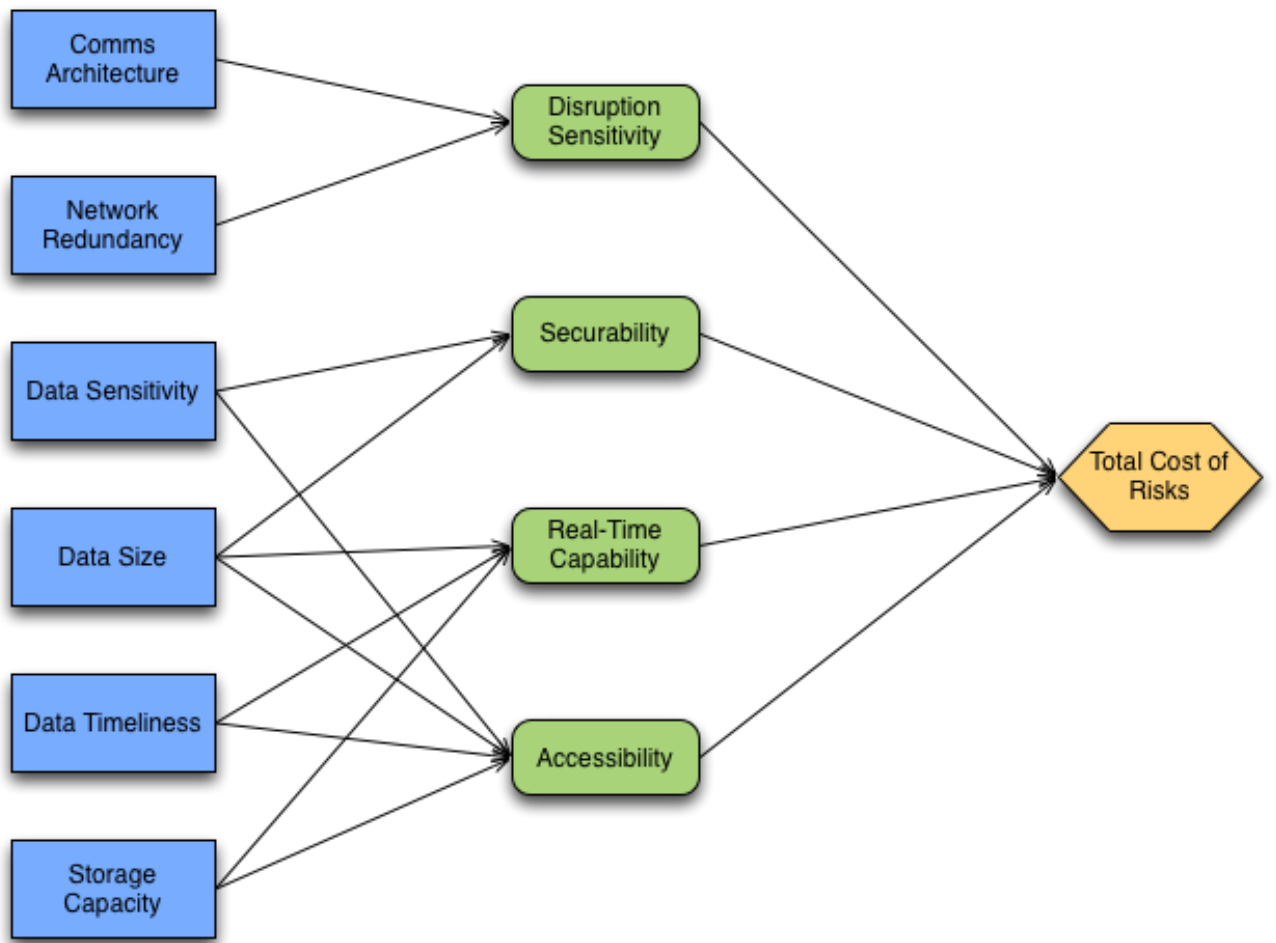 Comms
Architecture
Network
Redundancy
Data Sensitivity
Data Size
Data Timeliness
Storage
Capacity
Disruption
Sensitivity
Securability
Real-Time
Capability
Accessibility
Total Cost of
Risks